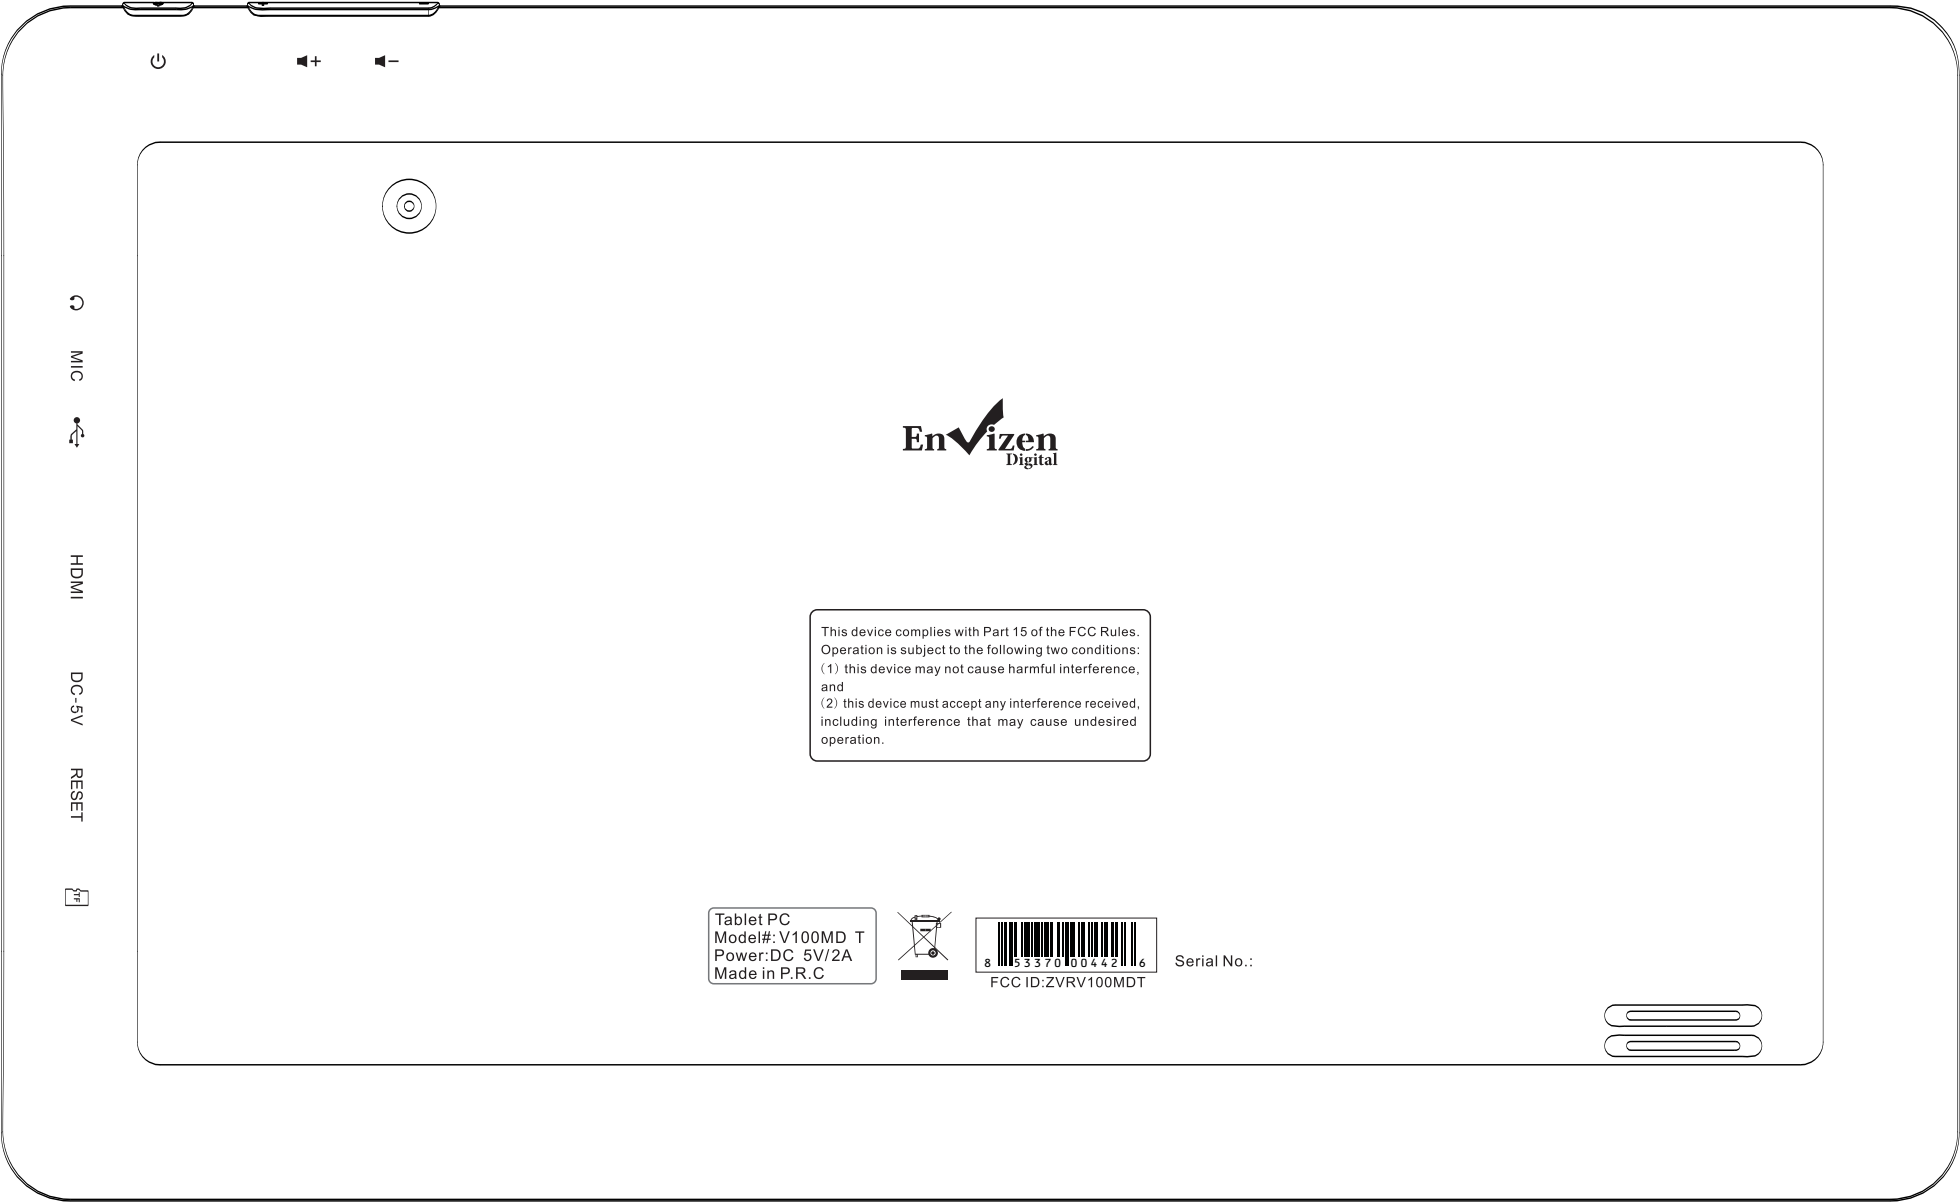 MIC
HDMI
DC-5V
RESET
TF
EnVizen
Digital
This device complies with Part 15 of the FCC Rules.
Operation is subject to the following two conditions:
(1) this device may not cause harmful interference,
and
(2) this device must accept any interference received,
including interference that may cause undesired
operation.
Tablet PC
Model#: V100MD T
Power:DC 5V/2A
Made in P.R.C
8 53370 00442 6
FCC ID:ZVRV100MDT
Serial No.: